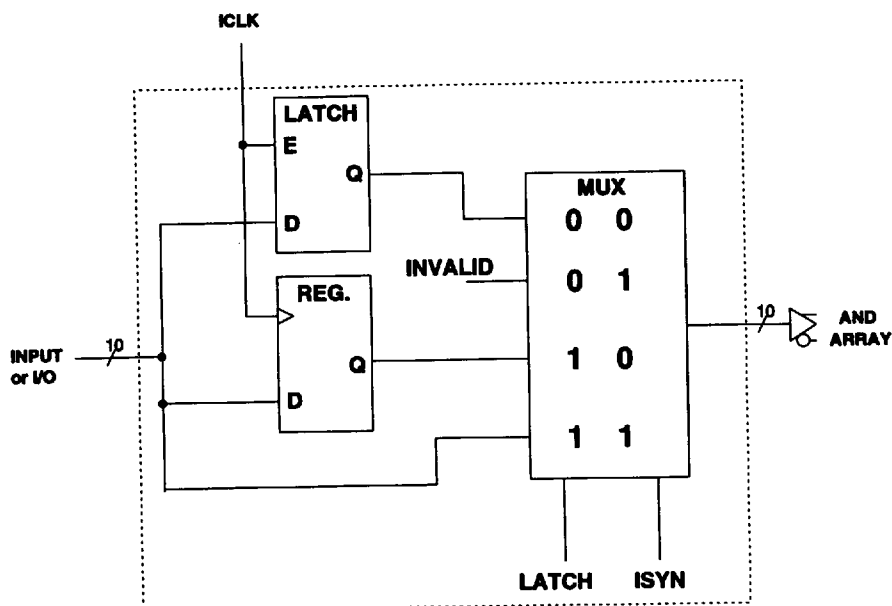 ICLK
LATCH
E
Q
D
MUX
0 0
INVALID
0 1
REG.
10
10
AND
ARRAY
INPUT
or I/O
Q
1 0
D
1 1
LATCH
ISYN